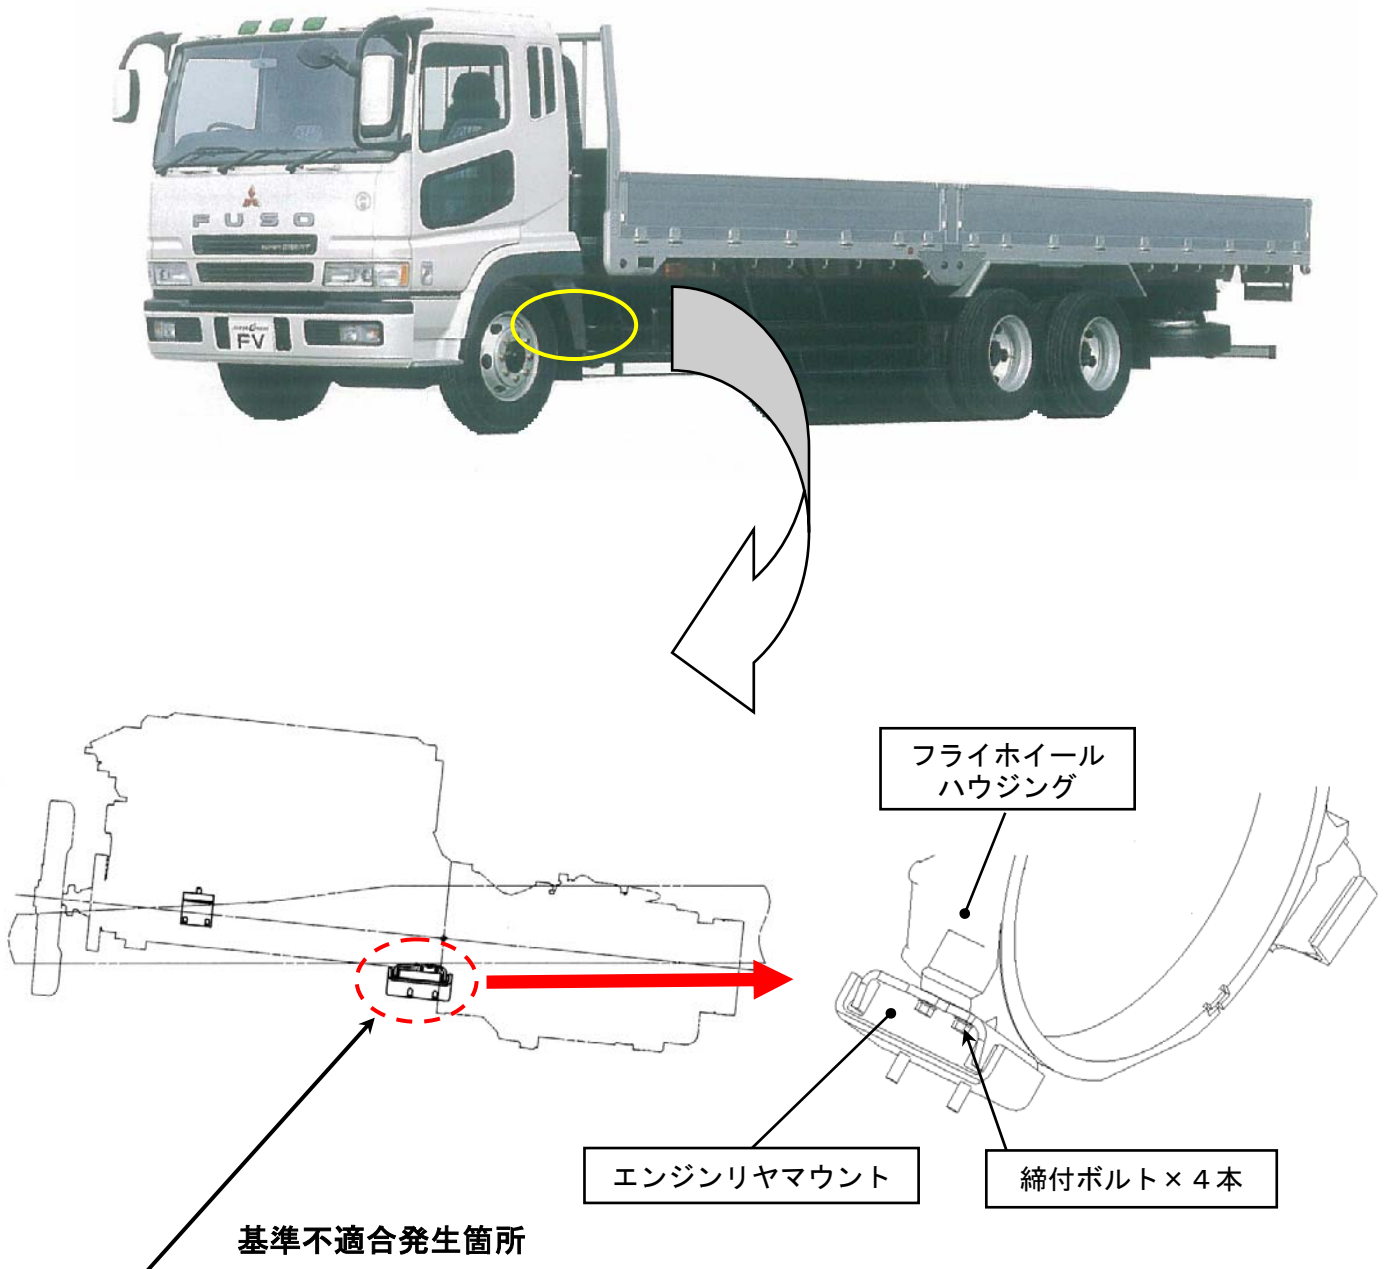 FUSO
FV
フライホイール
ハウジング
エンジンリヤマウント
締付ボルト×４本
基準不適合発生箇所